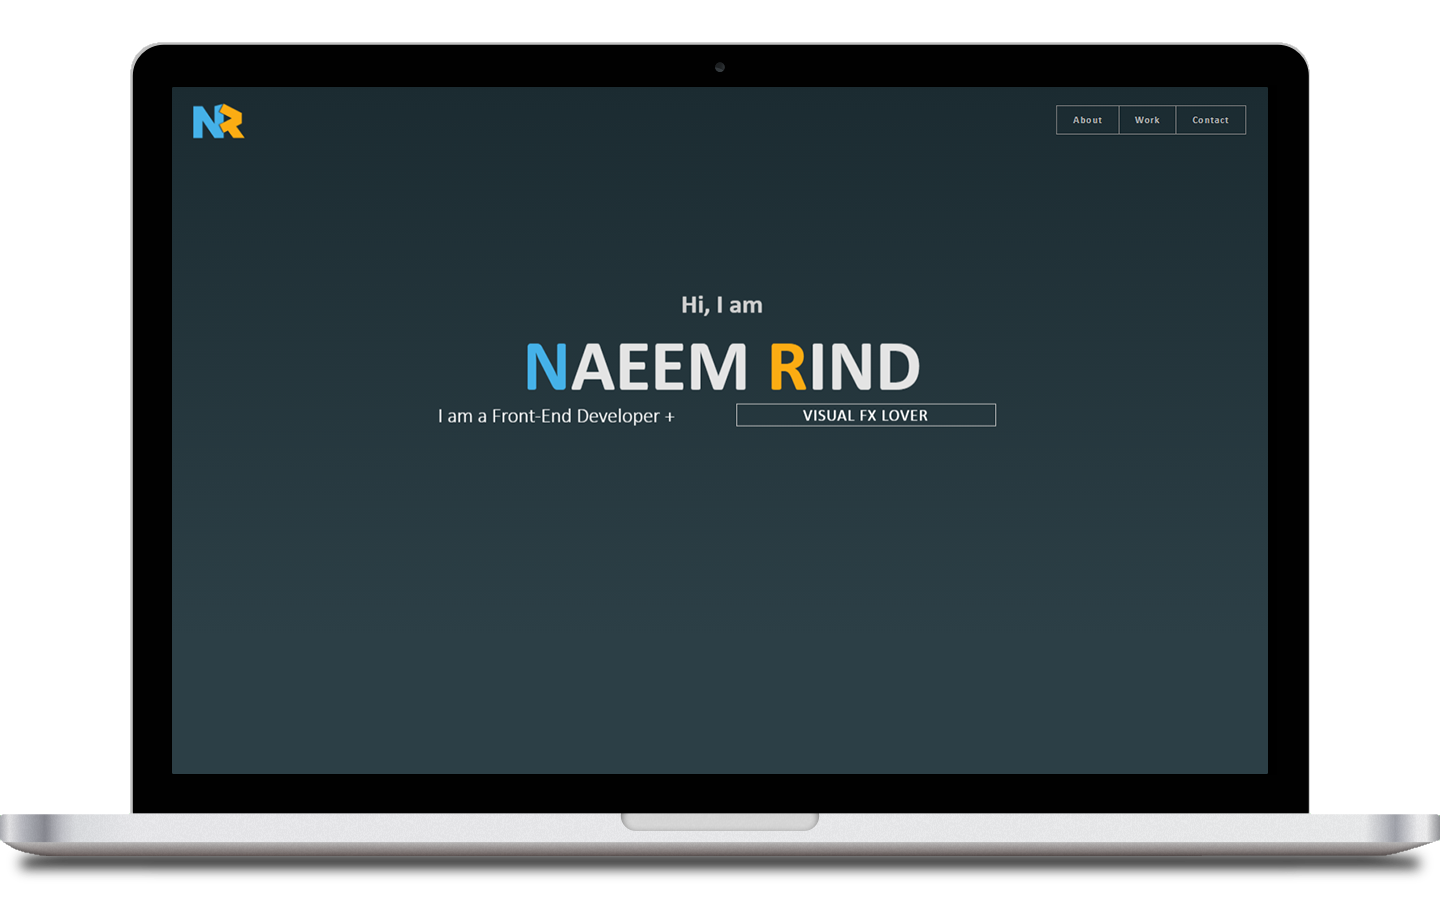 NR
About Work Contact
Hi, I am
NAEEM RIND
I am a Front-End Developer + VISUAL FX LOVER